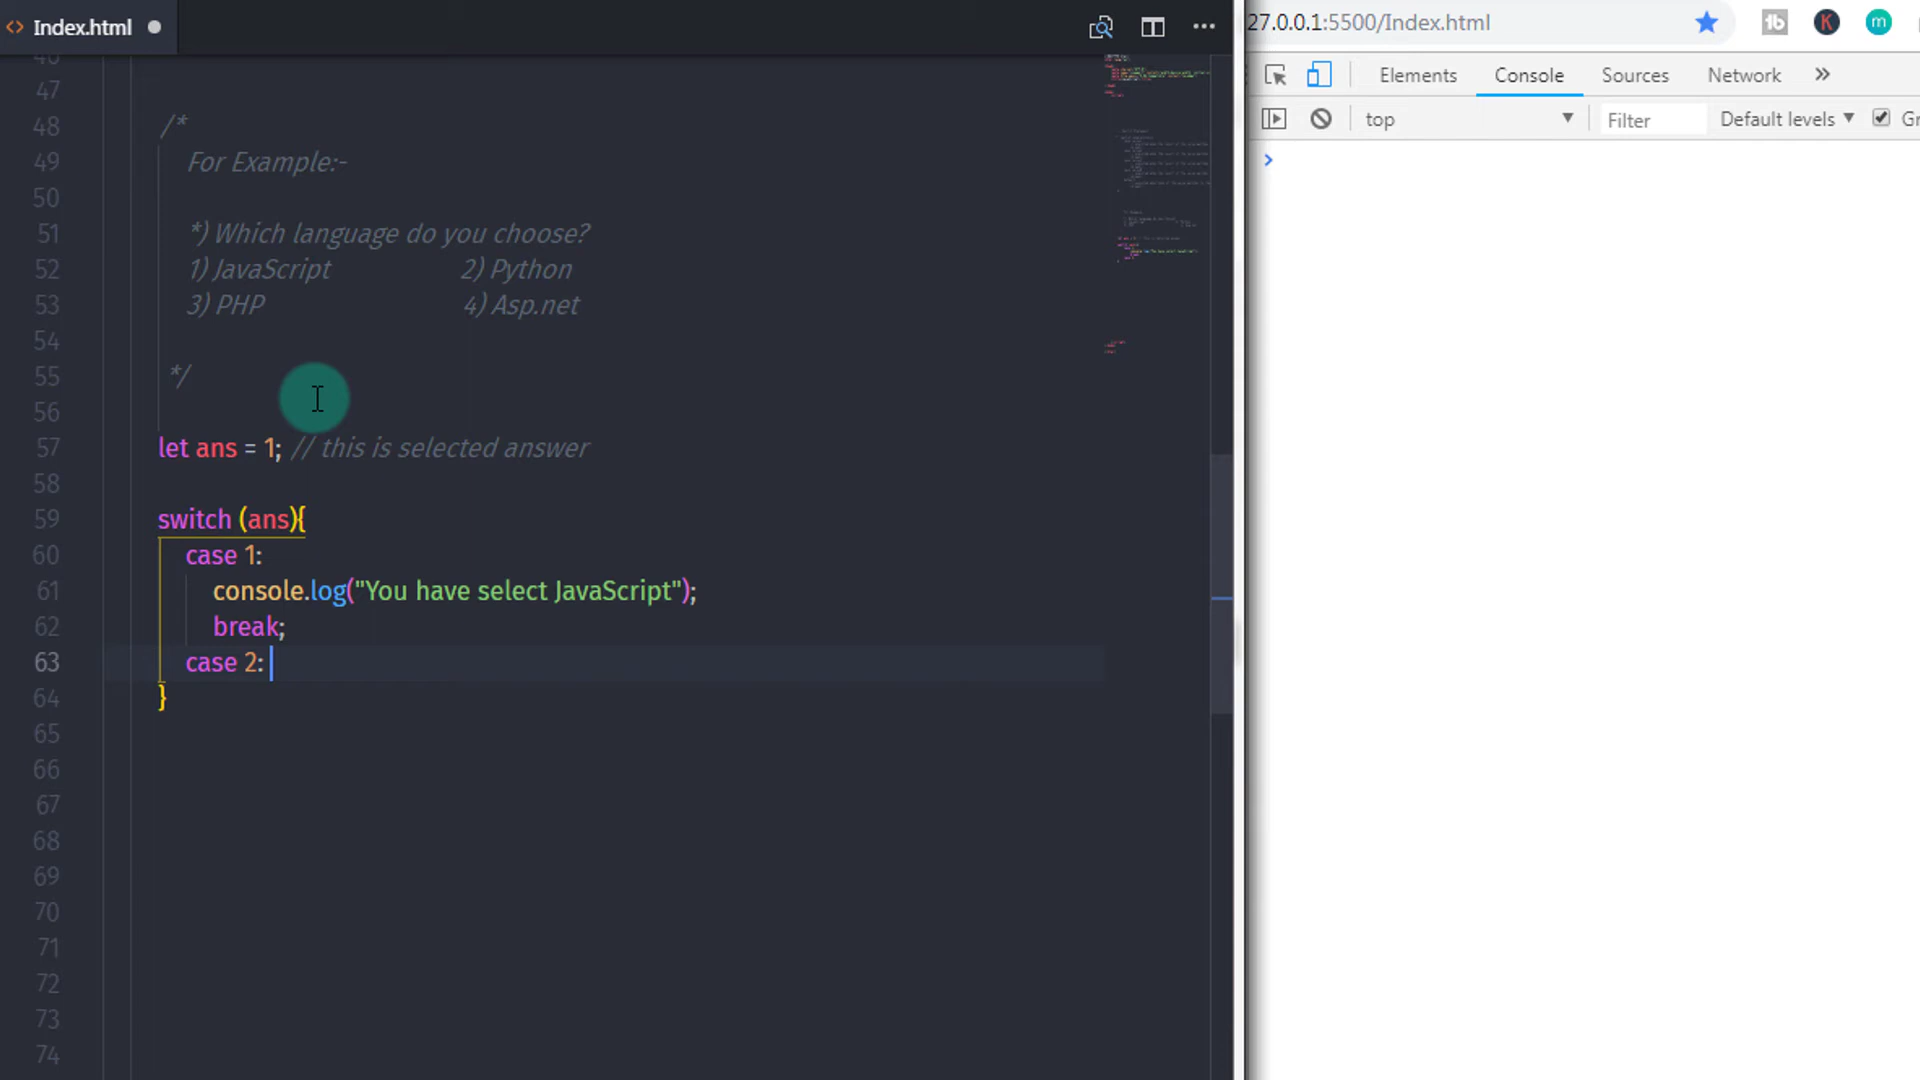 Index.html
27.0.0.1:5500/Index.html
Elements Console Sources Network
top Filter Default levels Gr
46
47
48 /*
49 For Example:-
50
51 *) Which language do you choose?
52 1) JavaScript 2) Python
53 3) PHP 4) Asp.net
54
55 */
56
57 let ans = 1; // this is selected answer
58
59 switch (ans){
60 case 1:
61 console.log("You have select JavaScript");
62 break;
63 case 2:
64 }
65
66
67
68
69
70
71
72
73
74